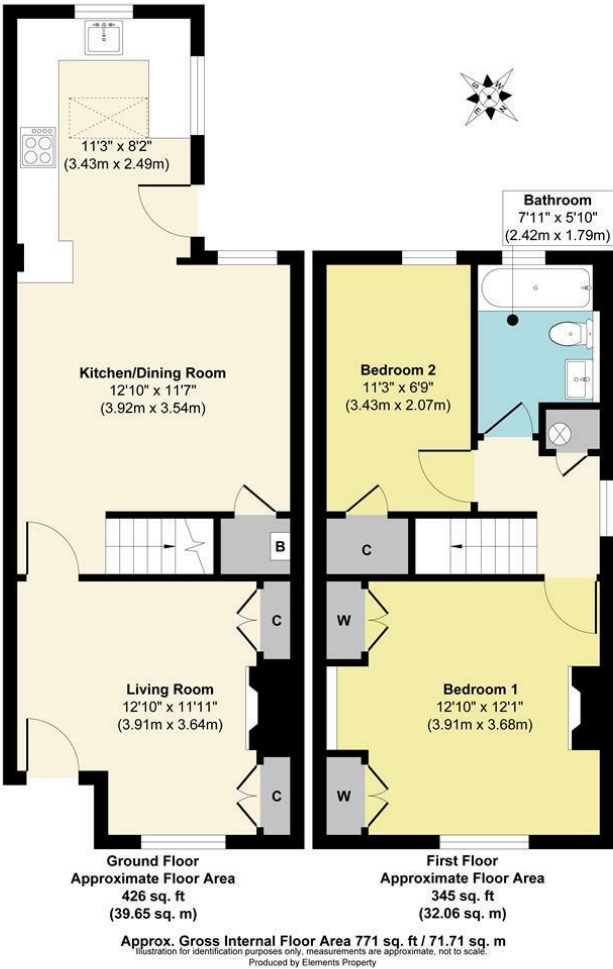 11'3" x 8'2"
(3.43m x 2.49m)
Kitchen/Dining Room
12'10" x 11'7"
(3.92m x 3.54m)
B
C
Living Room
12'10" x 11'11"
(3.91m x 3.64m)
C
Ground Floor
Approximate Floor Area
426 sq. ft
(39.65 sq. m)
W
N
E
S
Bathroom
7'11" x 5'10"
(2.42m x 1.79m)
Bedroom 2
11'3" x 6'9"
(3.43m x 2.07m)
C
W
Bedroom 1
12'10" x 12'1"
(3.91m x 3.68m)
W
First Floor
Approximate Floor Area
345 sq. ft
(32.06 sq. m)
Approx. Gross Internal Floor Area 771 sq. ft / 71.71 sq. m
Illustration for identification purposes only, measurements are approximate, not to scale.
Produced by Elements Property